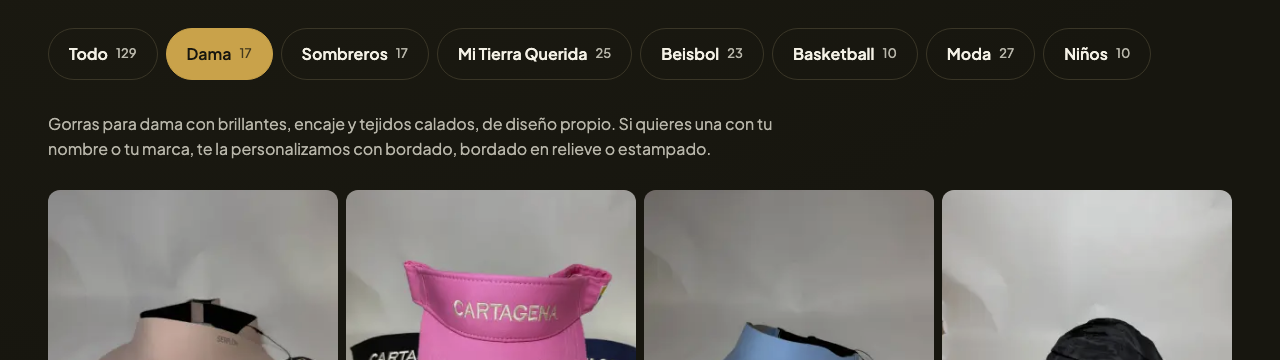 Todo 129
Dama 17
Sombreros 17
Mi Tierra Querida 25
Beisbol 23
Basketball 10
Moda 27
Niños 10
Gorras para dama con brillantes, encaje y tejidos calados, de diseño propio. Si quieres una con tu
nombre o tu marca, te la personalizamos con bordado, bordado en relieve o estampado.
CARTAGENA